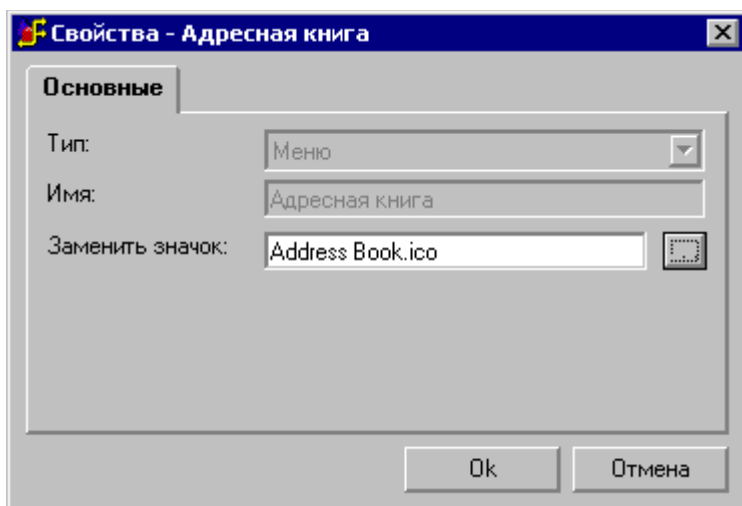 Свойства - Адресная книга
Основные
Тип: Меню
Имя: Адресная книга
Заменить значок: Address Book.ico ...
Ok Отмена